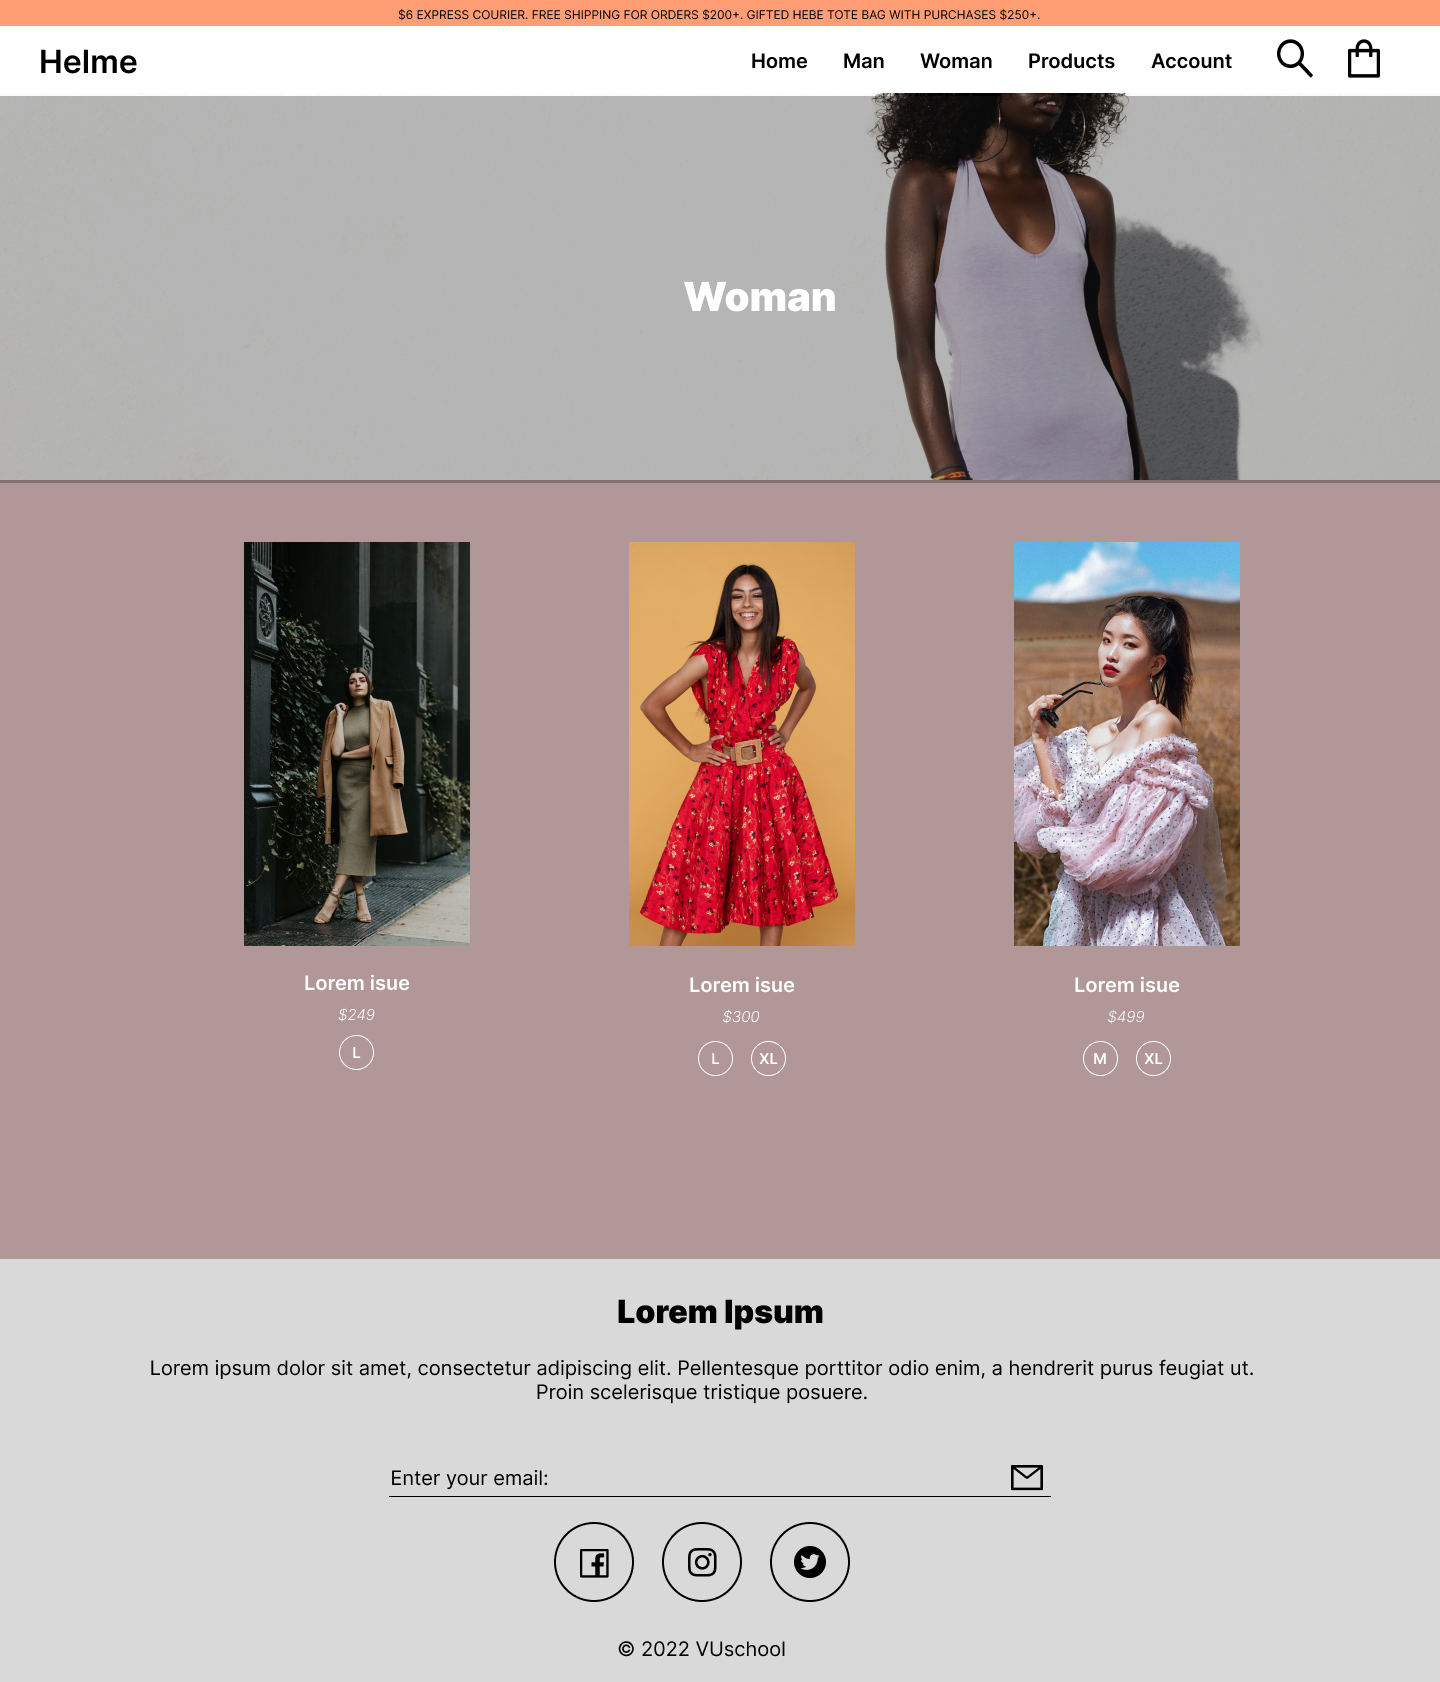 $6 EXPRESS COURIER. FREE SHIPPING FOR ORDERS $200+. GIFTED HEBE TOTE BAG WITH PURCHASES $250+.
Helme
Home Man Woman Products Account
Woman
Lorem isue
$249
L
Lorem isue
$300
L XL
Lorem isue
$499
M XL
Lorem Ipsum
Lorem ipsum dolor sit amet, consectetur adipiscing elit. Pellentesque porttitor odio enim, a hendrerit purus feugiat ut.
Proin scelerisque tristique posuere.
Enter your email:
© 2022 VUschool